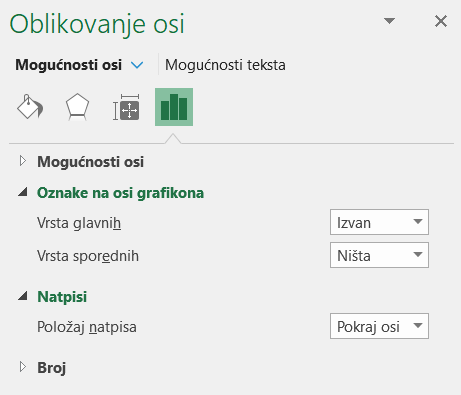 Oblikovanje osi
Mogućnosti osi Mogućnosti teksta
Mogućnosti osi
Oznake na osi grafikona
Vrsta glavnih Izvan
Vrsta sporednih Ništa
Natpisi
Položaj natpisa Pokraj osi
Broj